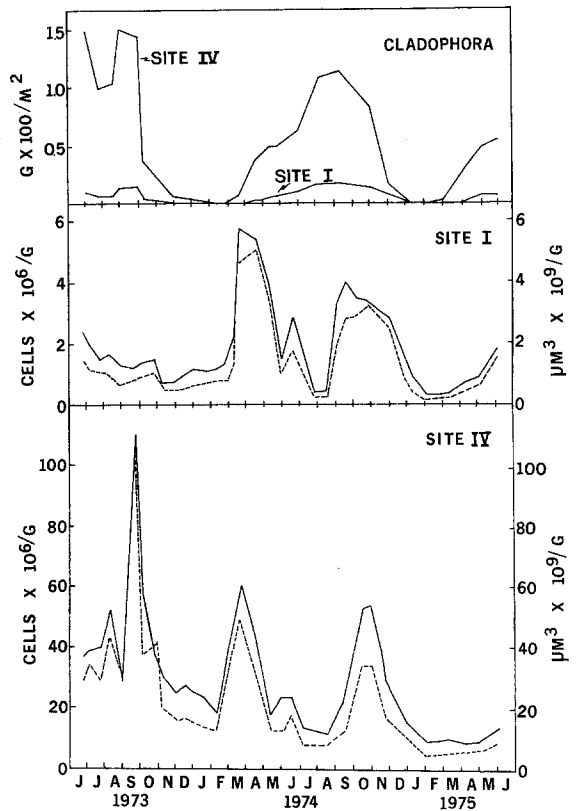 CLADOPHORA
SITE IV
SITE I
G X 100/M²
1.5
1.0
0.5
0
SITE I
CELLS X 10⁶/G
6
4
2
0
µM³ X 10⁹/G
6
4
2
0
SITE IV
CELLS X 10⁶/G
100
80
60
40
20
0
µM³ X 10⁹/G
100
80
60
40
20
0
J J A S O N D J F M A M J J A S O N D J F M A M J
1973 1974 1975